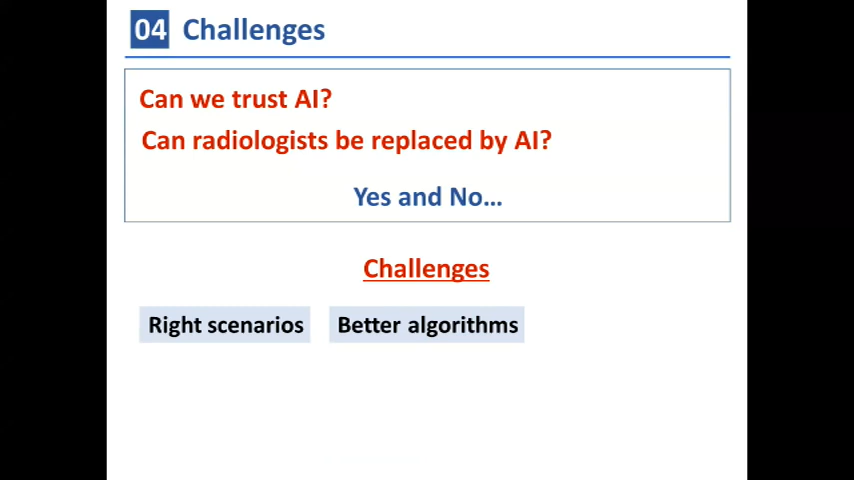 04 Challenges
Can we trust AI?
Can radiologists be replaced by AI?
Yes and No...
Challenges
Right scenarios Better algorithms